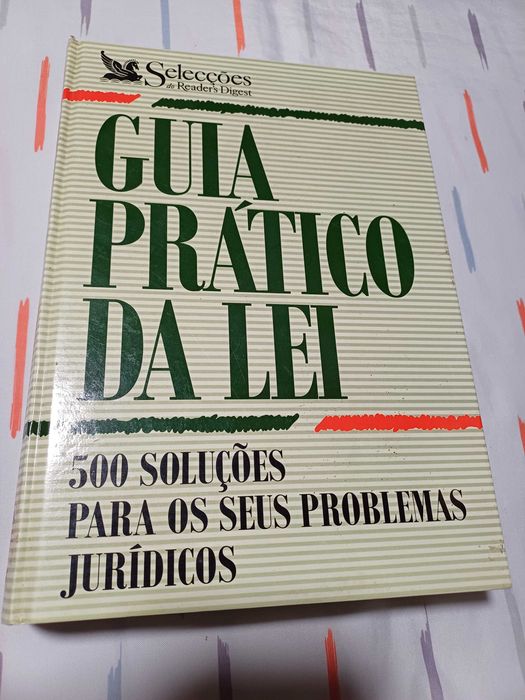 Selecções
do Reader's Digest
GUIA
PRÁTICO
DA LEI
500 SOLUÇÕES
PARA OS SEUS PROBLEMAS
JURÍDICOS